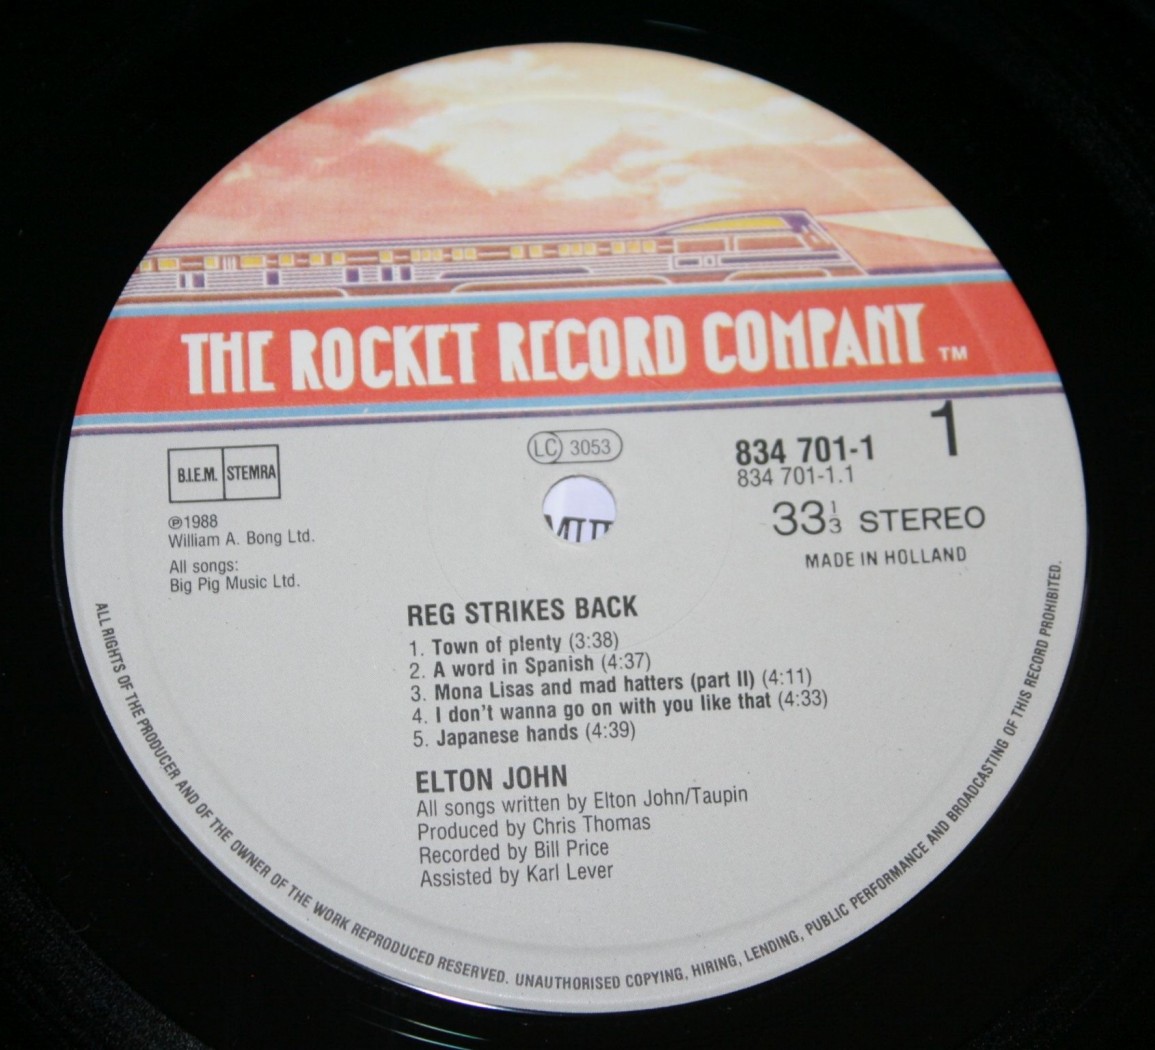 THE ROCKET RECORD COMPANY TM
B.I.E.M. STEMRA
LC 3053
834 701-1
834 701-1.1
1
33 1/3 STEREO
MADE IN HOLLAND
℗1988
William A. Bong Ltd.
All songs:
Big Pig Music Ltd.
REG STRIKES BACK
1. Town of plenty (3:38)
2. A word in Spanish (4:37)
3. Mona Lisas and mad hatters (part II) (4:11)
4. I don't wanna go on with you like that (4:33)
5. Japanese hands (4:39)
ELTON JOHN
All songs written by Elton John/Taupin
Produced by Chris Thomas
Recorded by Bill Price
Assisted by Karl Lever
ALL RIGHTS OF THE PRODUCER AND OF THE OWNER OF THE WORK REPRODUCED RESERVED. UNAUTHORISED COPYING, HIRING, LENDING, PUBLIC PERFORMANCE AND BROADCASTING OF THIS RECORD PROHIBITED.